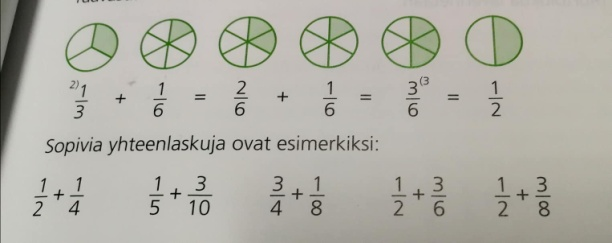 ²⁾1/3 + 1/6 = 2/6 + 1/6 = 3⁽³/6 = 1/2
Sopivia yhteenlaskuja ovat esimerkiksi:
1/2 + 1/4   1/5 + 3/10   3/4 + 1/8   1/2 + 3/6   1/2 + 3/8